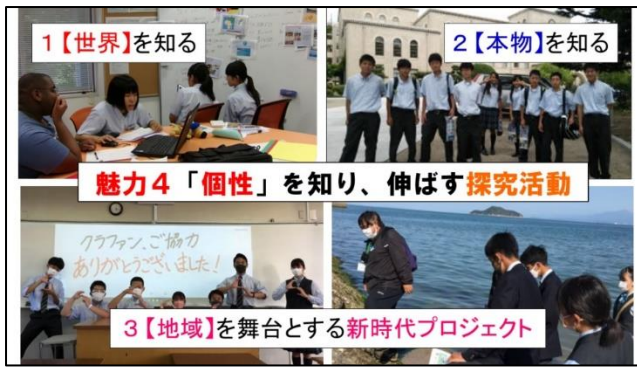 1【世界】を知る
2【本物】を知る
魅力4「個性」を知り、伸ばす探究活動
クラファン、ご協力
ありがとうございました!
3【地域】を舞台とする新時代プロジェクト